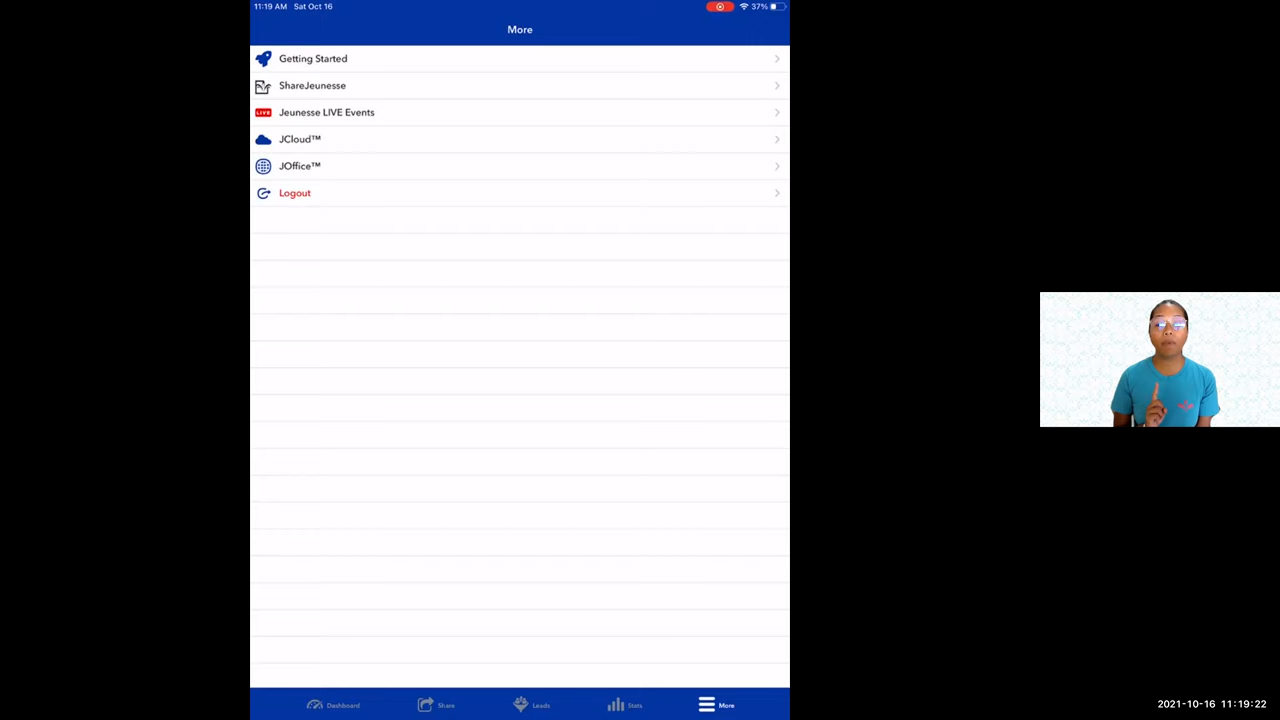 11:19 AM Sat Oct 16
37%
More
Getting Started
ShareJeunesse
LIVE Jeunesse LIVE Events
JCloud™
JOffice™
Logout
Dashboard Share Leads Stats More
2021-10-16 11:19:22